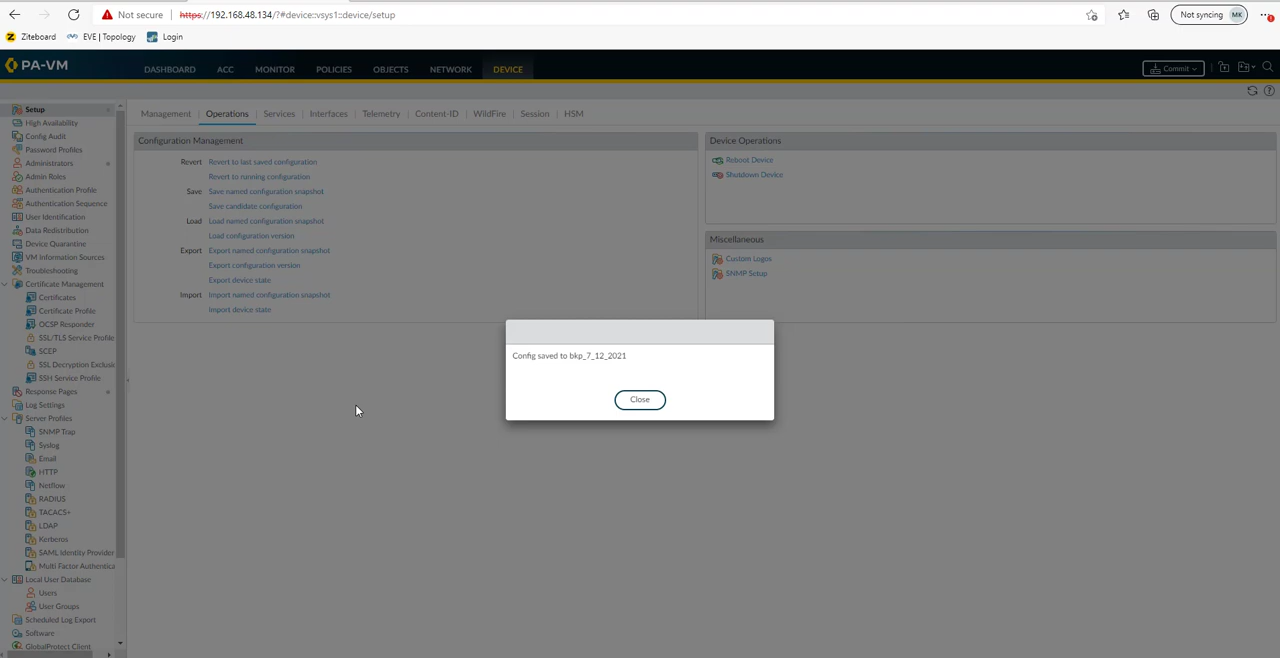 Not secure | https://192.168.48.134/?#device::vsys1::device/setup
Not syncing MK
Ziteboard EVE | Topology Login
PA-VM
DASHBOARD ACC MONITOR POLICIES OBJECTS NETWORK DEVICE
Commit
Setup
High Availability
Config Audit
Password Profiles
Administrators
Admin Roles
Authentication Profile
Authentication Sequence
User Identification
Data Redistribution
Device Quarantine
VM Information Sources
Troubleshooting
Certificate Management
Certificates
Certificate Profile
OCSP Responder
SSL/TLS Service Profile
SCEP
SSL Decryption Exclusio
SSH Service Profile
Response Pages
Log Settings
Server Profiles
SNMP Trap
Syslog
Email
HTTP
Netflow
RADIUS
TACACS+
LDAP
Kerberos
SAML Identity Provider
Multi Factor Authentica
Local User Database
Users
User Groups
Scheduled Log Export
Software
GlobalProtect Client
Management Operations Services Interfaces Telemetry Content-ID WildFire Session HSM
Configuration Management
Revert Revert to last saved configuration
Revert to running configuration
Save Save named configuration snapshot
Save candidate configuration
Load Load named configuration snapshot
Load configuration version
Export Export named configuration snapshot
Export configuration version
Export device state
Import Import named configuration snapshot
Import device state
Device Operations
Reboot Device
Shutdown Device
Miscellaneous
Custom Logos
SNMP Setup
Config saved to bkp_7_12_2021
Close